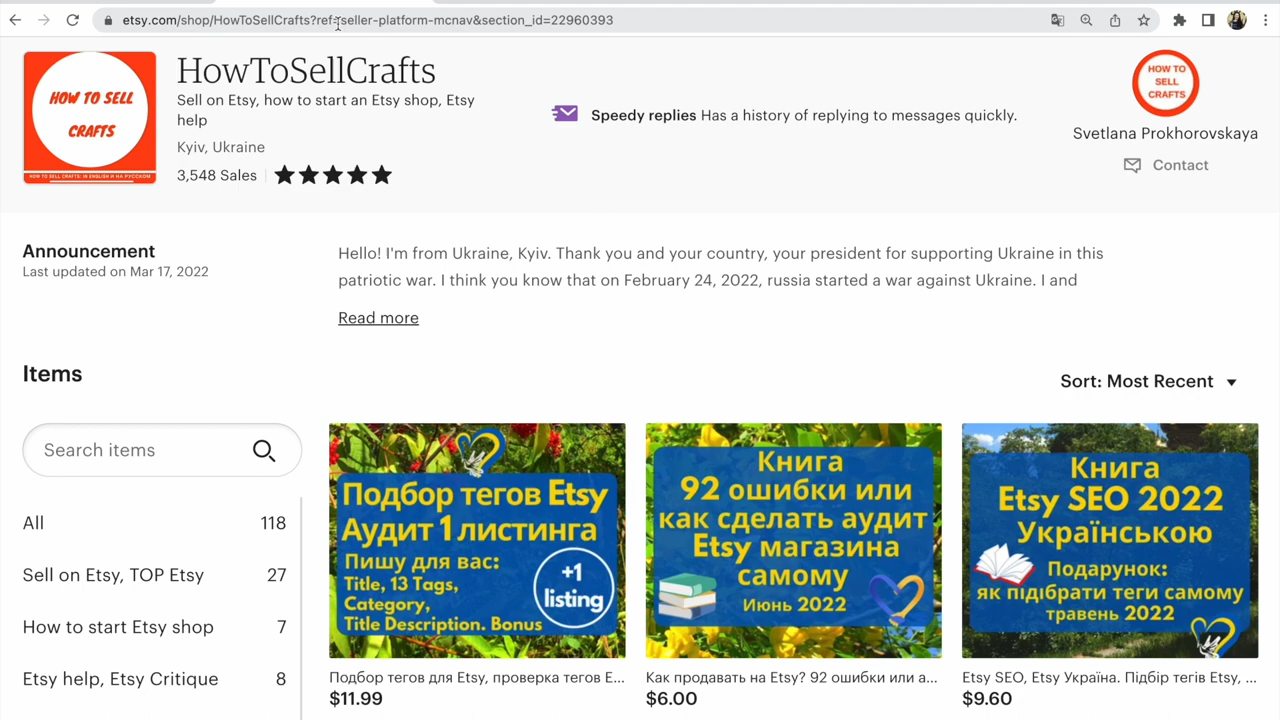 etsy.com/shop/HowToSellCrafts?ref=seller-platform-mcnav&section_id=22960393
HOW TO SELL
CRAFTS
HOW TO SELL CRAFTS: IN ENGLISH И НА РУССКОМ
HowToSellCrafts
Sell on Etsy, how to start an Etsy shop, Etsy
help
Kyiv, Ukraine
3,548 Sales
Speedy replies Has a history of replying to messages quickly.
HOW TO
SELL
CRAFTS
Svetlana Prokhorovskaya
Contact
Announcement
Last updated on Mar 17, 2022
Hello! I'm from Ukraine, Kyiv. Thank you and your country, your president for supporting Ukraine in this
patriotic war. I think you know that on February 24, 2022, russia started a war against Ukraine. I and
Read more
Items
Sort: Most Recent
Search items
All 118
Sell on Etsy, TOP Etsy 27
How to start Etsy shop 7
Etsy help, Etsy Critique 8
Подбор тегов Etsy
Аудит 1 листинга
Пишу для вас:
Title, 13 Tags,
Category,
Title Description. Bonus
+1
listing
Подбор тегов для Etsy, проверка тегов E...
$11.99
Книга
92 ошибки или
как сделать аудит
Etsy магазина
самому
Июнь 2022
Как продавать на Etsy? 92 ошибки или а...
$6.00
Книга
Etsy SEO 2022
Українською
Подарунок:
як підібрати теги самому
травень 2022
Etsy SEO, Etsy Україна. Підбір тегів Etsy, ...
$9.60